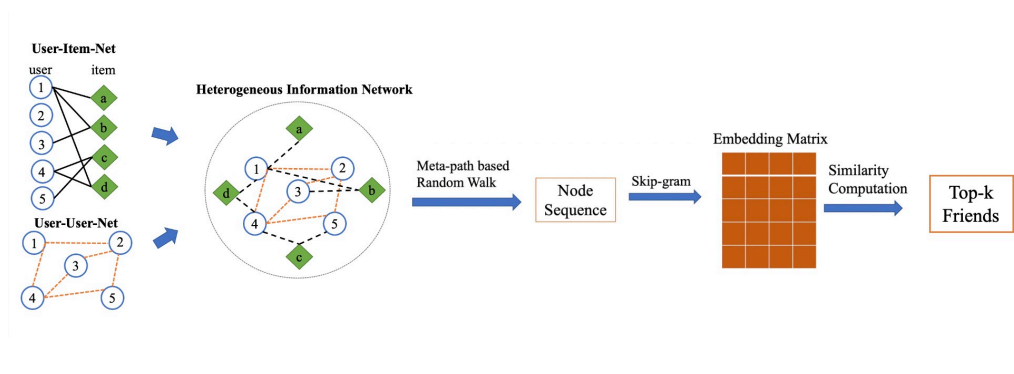 User-Item-Net
user item
1
a
2
b
3
c
4
d
5
User-User-Net
1 2
3
4 5
Heterogeneous Information Network
a
1 2
3
d b
4 5
c
Meta-path based
Random Walk
Node
Sequence
Skip-gram
Embedding Matrix
Similarity
Computation
Top-k
Friends